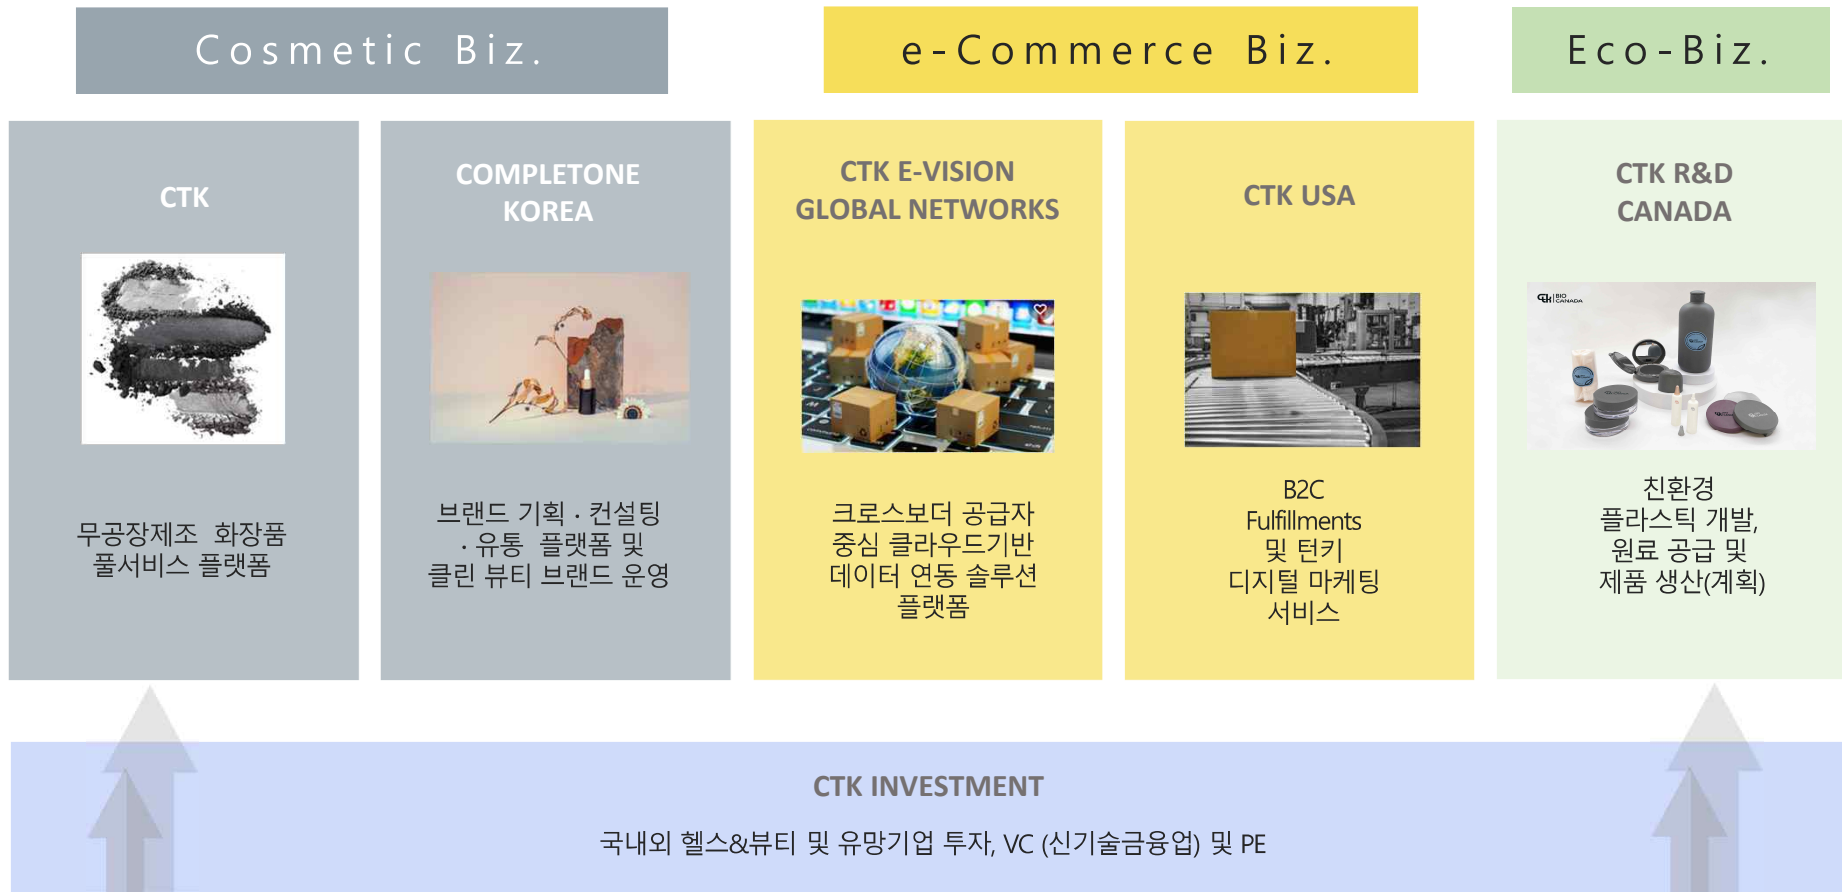 Cosmetic Biz.
e-Commerce Biz.
Eco-Biz.
CTK
무공장제조 화장품
풀서비스 플랫폼
COMPLETONE
KOREA
브랜드 기획 · 컨설팅
· 유통 플랫폼 및
클린 뷰티 브랜드 운영
CTK E-VISION
GLOBAL NETWORKS
크로스보더 공급자
중심 클라우드기반
데이터 연동 솔루션
플랫폼
CTK USA
B2C
Fulfillments
및 턴키
디지털 마케팅
서비스
CTK R&D
CANADA
BIO
CANADA
친환경
플라스틱 개발,
원료 공급 및
제품 생산(계획)
CTK INVESTMENT
국내외 헬스&뷰티 및 유망기업 투자, VC (신기술금융업) 및 PE